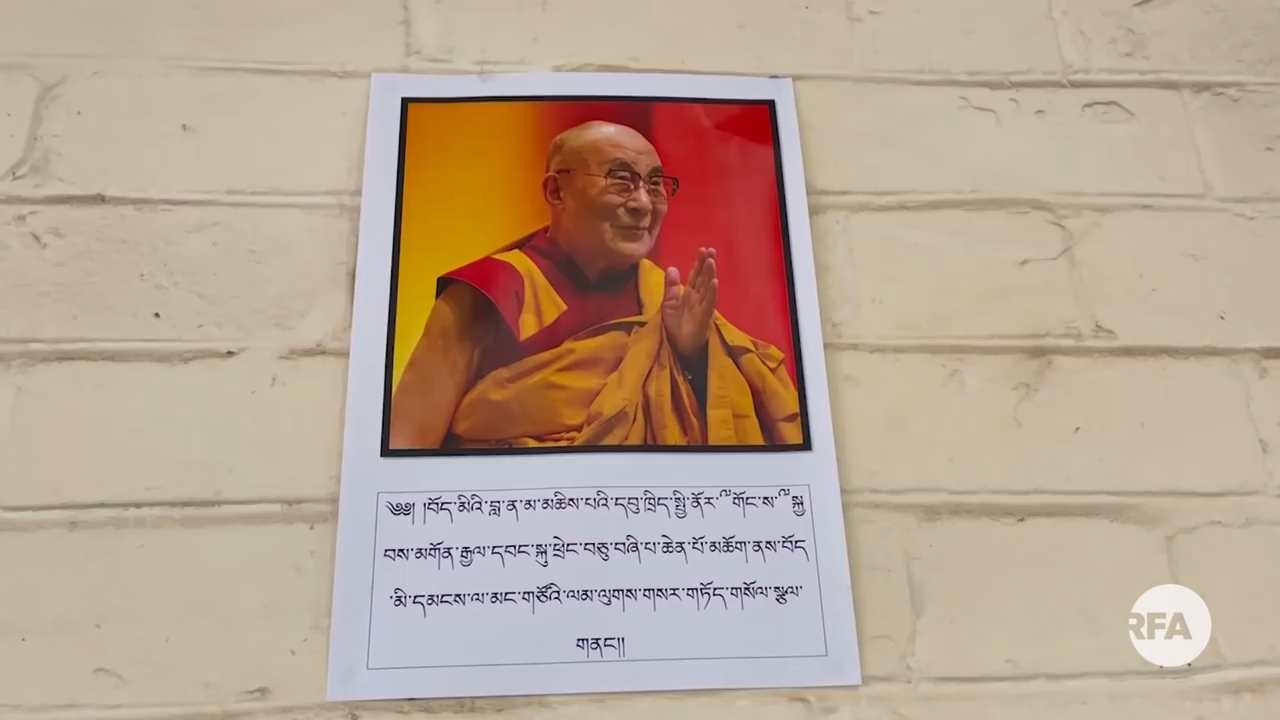 ༄༅། །བོད་མིའི་བླ་ན་མ་མཆིས་པའི་དབུ་ཁྲིད་སྤྱི་ནོར་༸གོང་ས་༸སྐྱ
བས་མགོན་རྒྱལ་དབང་སྐུ་ཕྲེང་བཅུ་བཞི་པ་ཆེན་པོ་མཆོག་ནས་བོད
་མི་དམངས་ལ་མང་གཙོའི་ལམ་ལུགས་གསར་གཏོད་གསོལ་སྩལ་
གནང༌།།
RFA